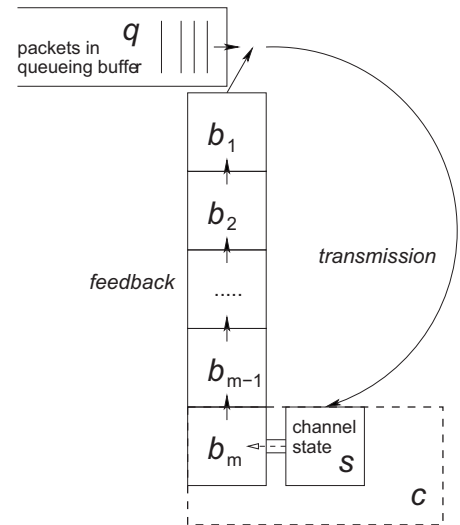 q
packets in
queueing buffer
b1
b2
feedback
transmission
.....
bm−1
channel
state
bm
s
c